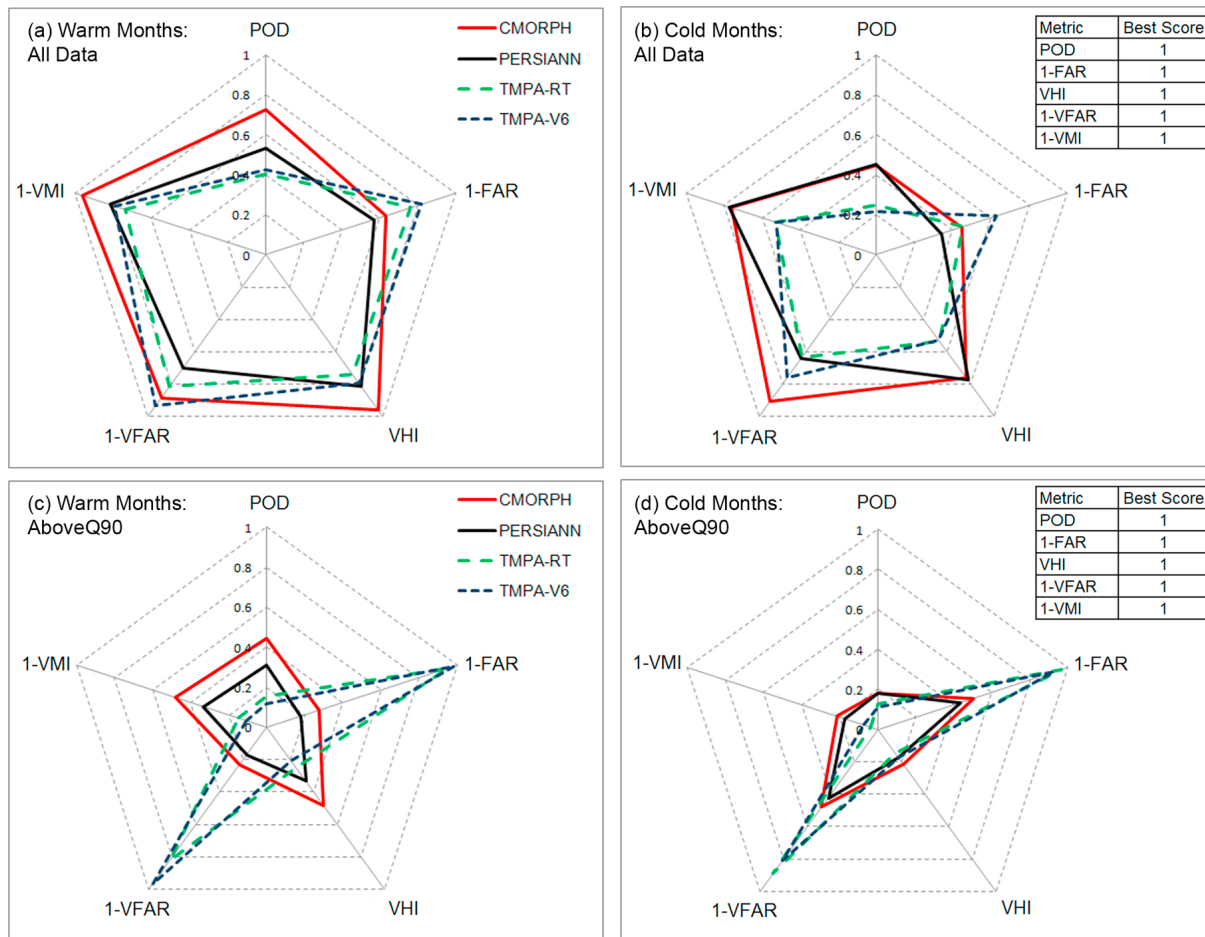 (a) Warm Months:
All Data
POD
CMORPH
PERSIANN
TMPA-RT
TMPA-V6
1
0.8
0.6
0.4
0.2
0
1-VMI
1-FAR
1-VFAR
VHI
(b) Cold Months:
All Data
POD
Metric Best Score
POD 1
1-FAR 1
VHI 1
1-VFAR 1
1-VMI 1
1
0.8
0.6
0.4
0.2
0
1-VMI
1-FAR
1-VFAR
VHI
(c) Warm Months:
AboveQ90
POD
CMORPH
PERSIANN
TMPA-RT
TMPA-V6
1
0.8
0.6
0.4
0.2
0
1-VMI
1-FAR
1-VFAR
VHI
(d) Cold Months:
AboveQ90
POD
Metric Best Score
POD 1
1-FAR 1
VHI 1
1-VFAR 1
1-VMI 1
1
0.8
0.6
0.4
0.2
0
1-VMI
1-FAR
1-VFAR
VHI